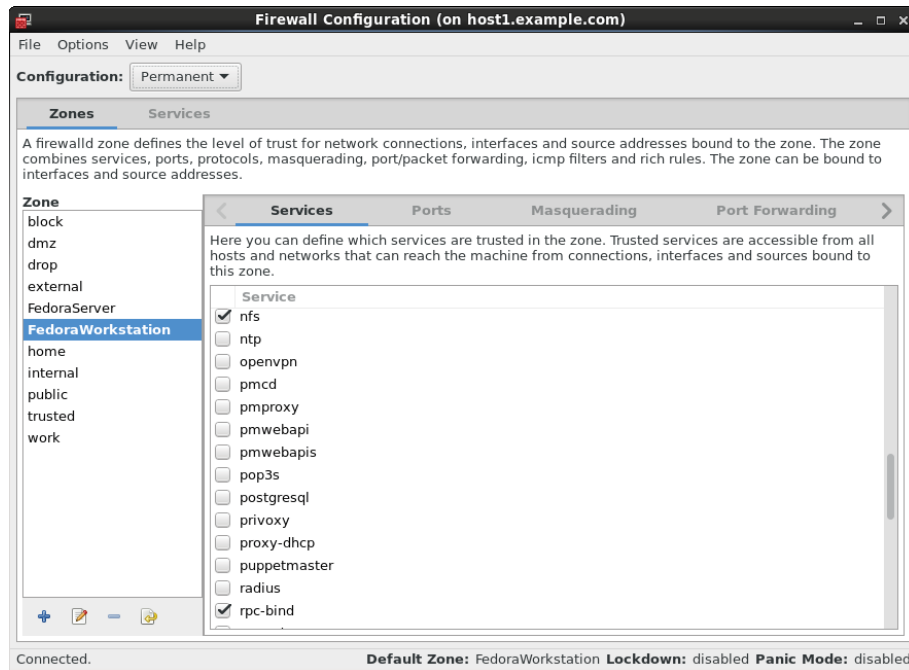 Firewall Configuration (on host1.example.com)
File Options View Help
Configuration: Permanent
Zones Services
A firewalld zone defines the level of trust for network connections, interfaces and source addresses bound to the zone. The zone
combines services, ports, protocols, masquerading, port/packet forwarding, icmp filters and rich rules. The zone can be bound to
interfaces and source addresses.
Zone
block
dmz
drop
external
FedoraServer
FedoraWorkstation
home
internal
public
trusted
work
Services Ports Masquerading Port Forwarding
Here you can define which services are trusted in the zone. Trusted services are accessible from all
hosts and networks that can reach the machine from connections, interfaces and sources bound to
this zone.
Service
nfs
ntp
openvpn
pmcd
pmproxy
pmwebapi
pmwebapis
pop3s
postgresql
privoxy
proxy-dhcp
puppetmaster
radius
rpc-bind
Connected.
Default Zone: FedoraWorkstation Lockdown: disabled Panic Mode: disabled